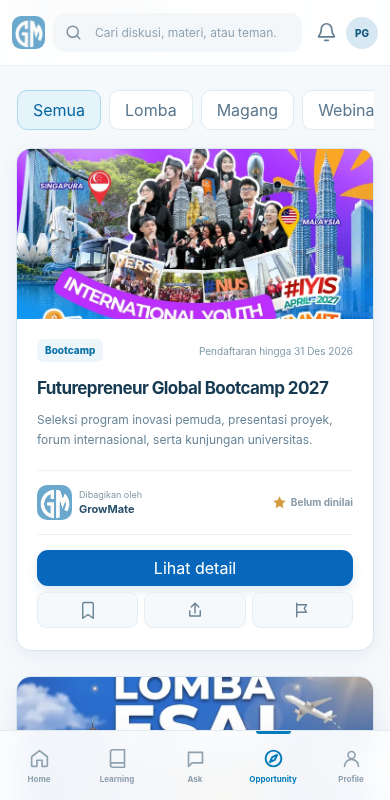 GM
Cari diskusi, materi, atau teman.
PG
Semua
Lomba
Magang
Webina
SINGAPURA
MALAYSIA
NUS
INTERNATIONAL YOUTH
#IYIS
APRIL 2027
Bootcamp
Pendaftaran hingga 31 Des 2026
Futurepreneur Global Bootcamp 2027
Seleksi program inovasi pemuda, presentasi proyek,
forum internasional, serta kunjungan universitas.
GM
Dibagikan oleh
GrowMate
Belum dinilai
Lihat detail
LOMBA
ESAI
Home
Learning
Ask
Opportunity
Profile